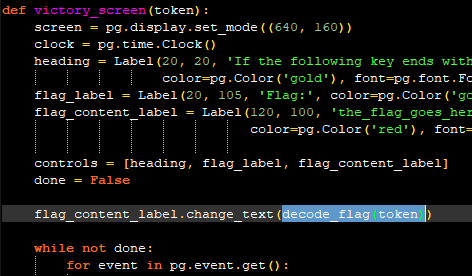 def victory_screen(token):
screen = pg.display.set_mode((640, 160))
clock = pg.time.Clock()
heading = Label(20, 20, 'If the following key ends with
color=pg.Color('gold'), font=pg.font.Fo
flag_label = Label(20, 105, 'Flag:', color=pg.Color('go
flag_content_label = Label(120, 100, 'the_flag_goes_her
color=pg.Color('red'), font=
controls = [heading, flag_label, flag_content_label]
done = False
flag_content_label.change_text(decode_flag(token))
while not done:
for event in pg.event.get():